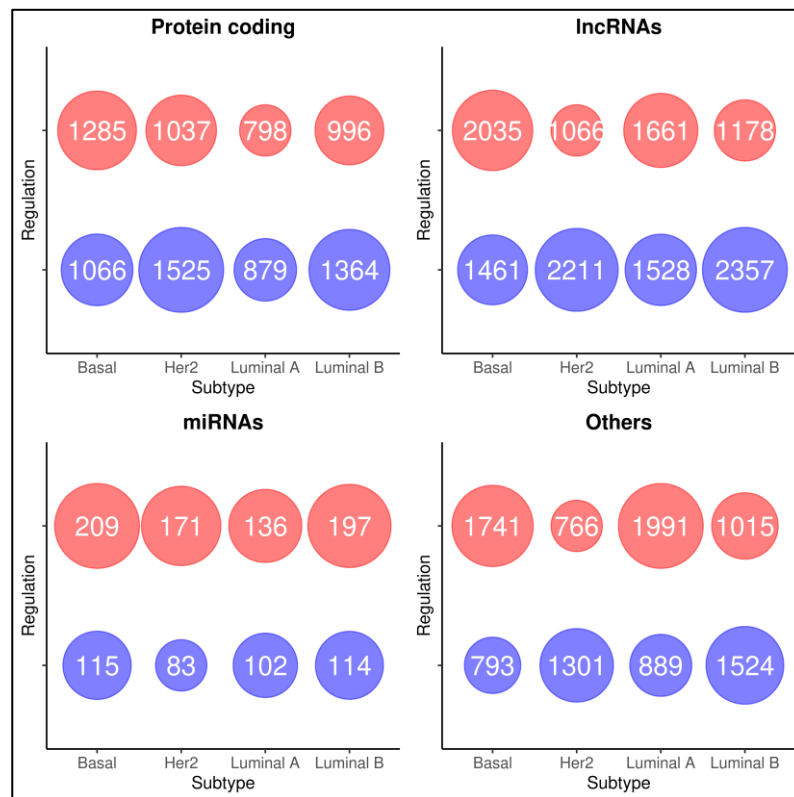 Protein coding
1285 1037 798 996
Regulation
1066 1525 879 1364
Basal Her2 Luminal A Luminal B
Subtype
lncRNAs
2035 1066 1661 1178
Regulation
1461 2211 1528 2357
Basal Her2 Luminal A Luminal B
Subtype
miRNAs
209 171 136 197
Regulation
115 83 102 114
Basal Her2 Luminal A Luminal B
Subtype
Others
1741 766 1991 1015
Regulation
793 1301 889 1524
Basal Her2 Luminal A Luminal B
Subtype